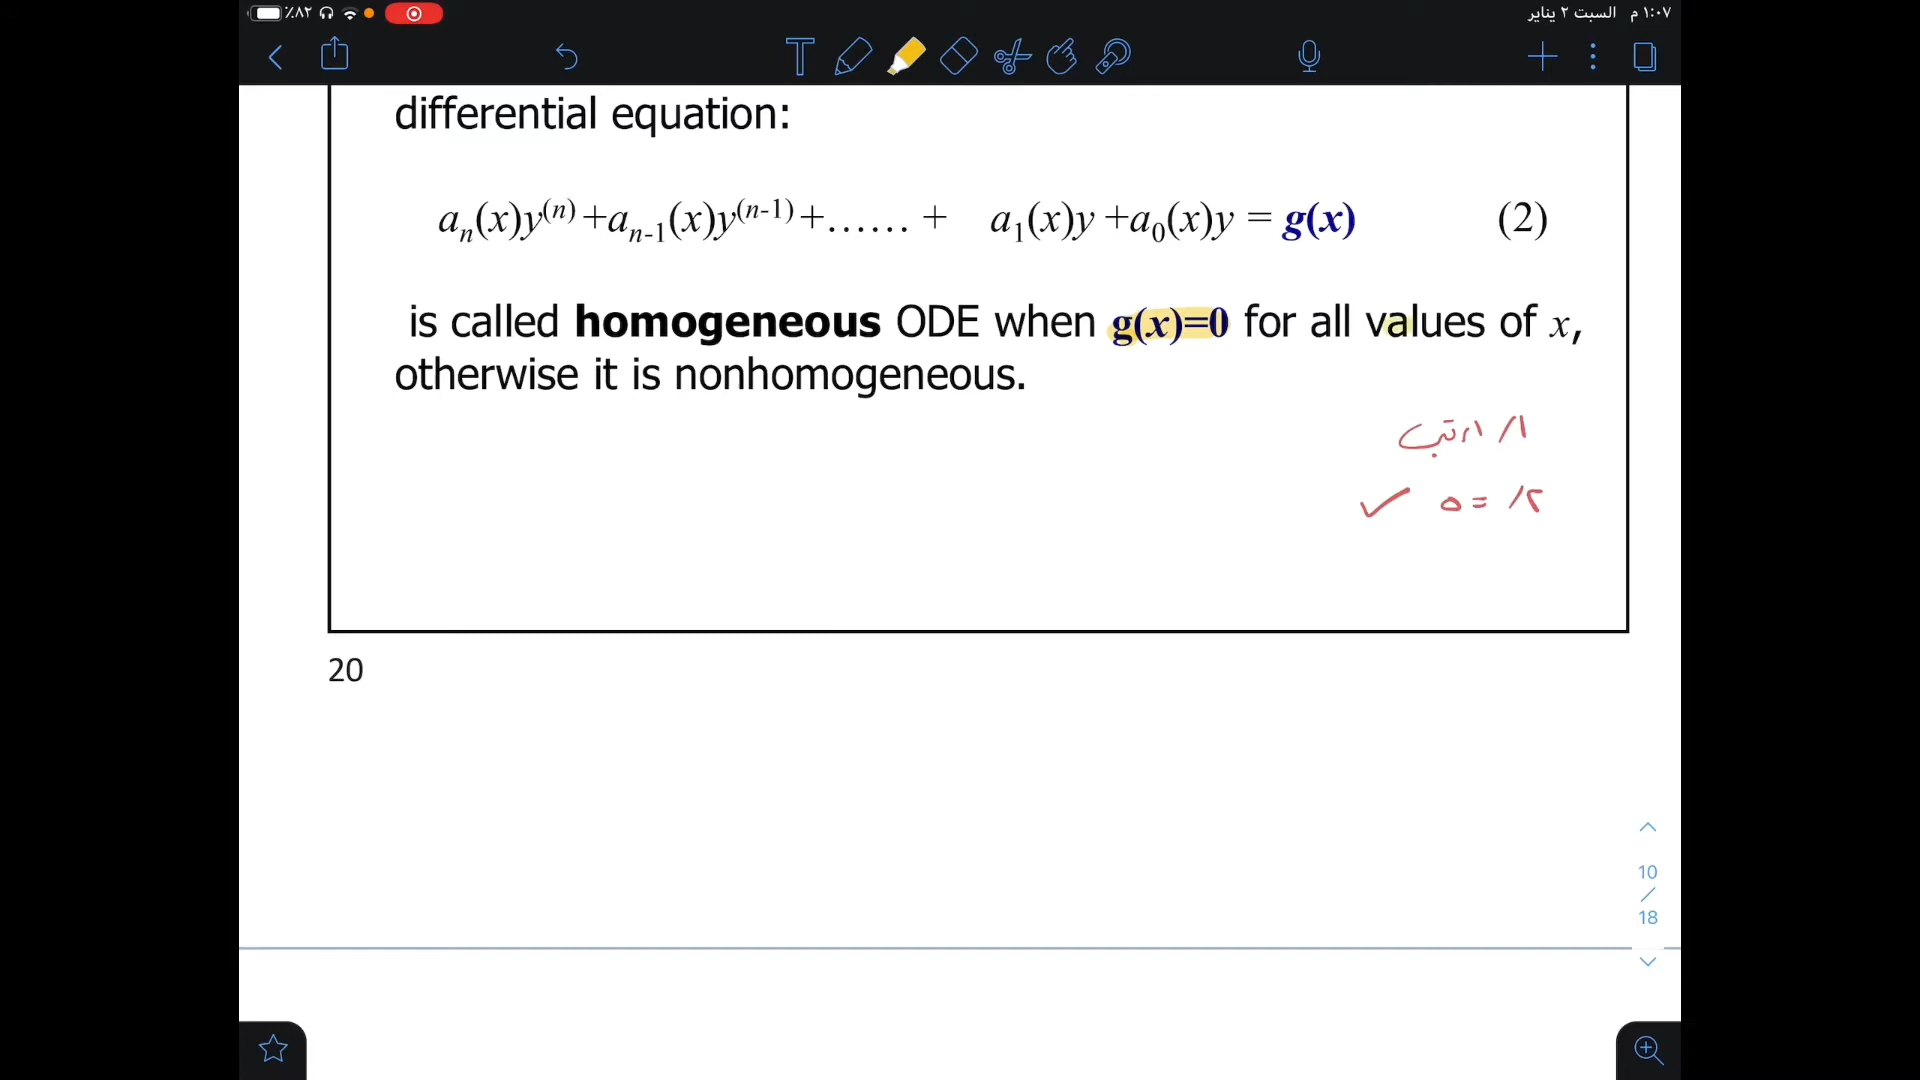 ٪٨٢
١:٠٧ م السبت ٢ يناير
differential equation:
aₙ(x)y⁽ⁿ⁾+aₙ₋₁(x)y⁽ⁿ⁻¹⁾+......+ a₁(x)y+a₀(x)y = g(x) (2)
is called homogeneous ODE when g(x)=0 for all values of x,
otherwise it is nonhomogeneous.
١/ ارتب
٢/ = ٥ ✓
20
10
/
18